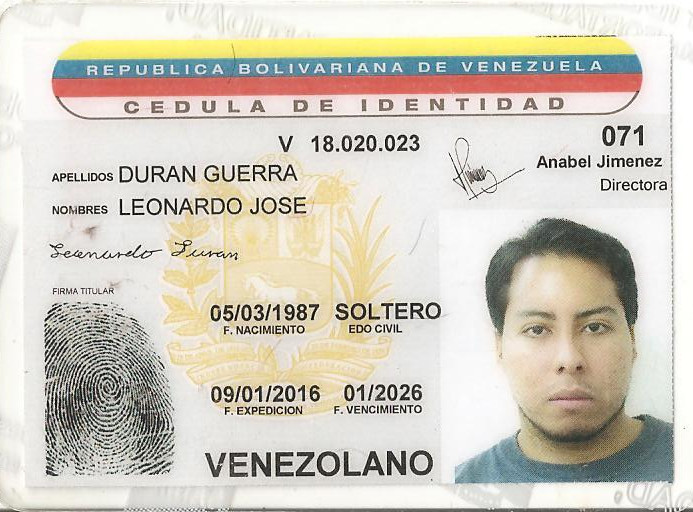 REPUBLICA BOLIVARIANA DE VENEZUELA
CEDULA DE IDENTIDAD
V 18.020.023
071
Anabel Jimenez
Directora
APELLIDOS DURAN GUERRA
NOMBRES LEONARDO JOSE
Leonardo Duran
FIRMA TITULAR
05/03/1987 SOLTERO
F. NACIMIENTO EDO CIVIL
09/01/2016 01/2026
F. EXPEDICION F. VENCIMIENTO
VENEZOLANO